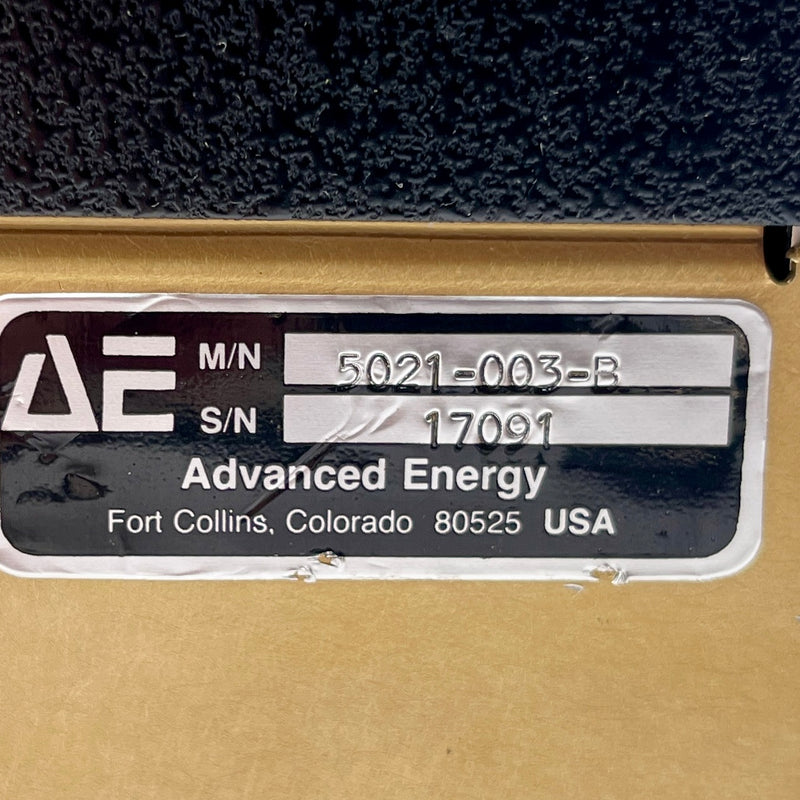 AE
M/N 5021-003-B
S/N 17091
Advanced Energy
Fort Collins, Colorado 80525 USA